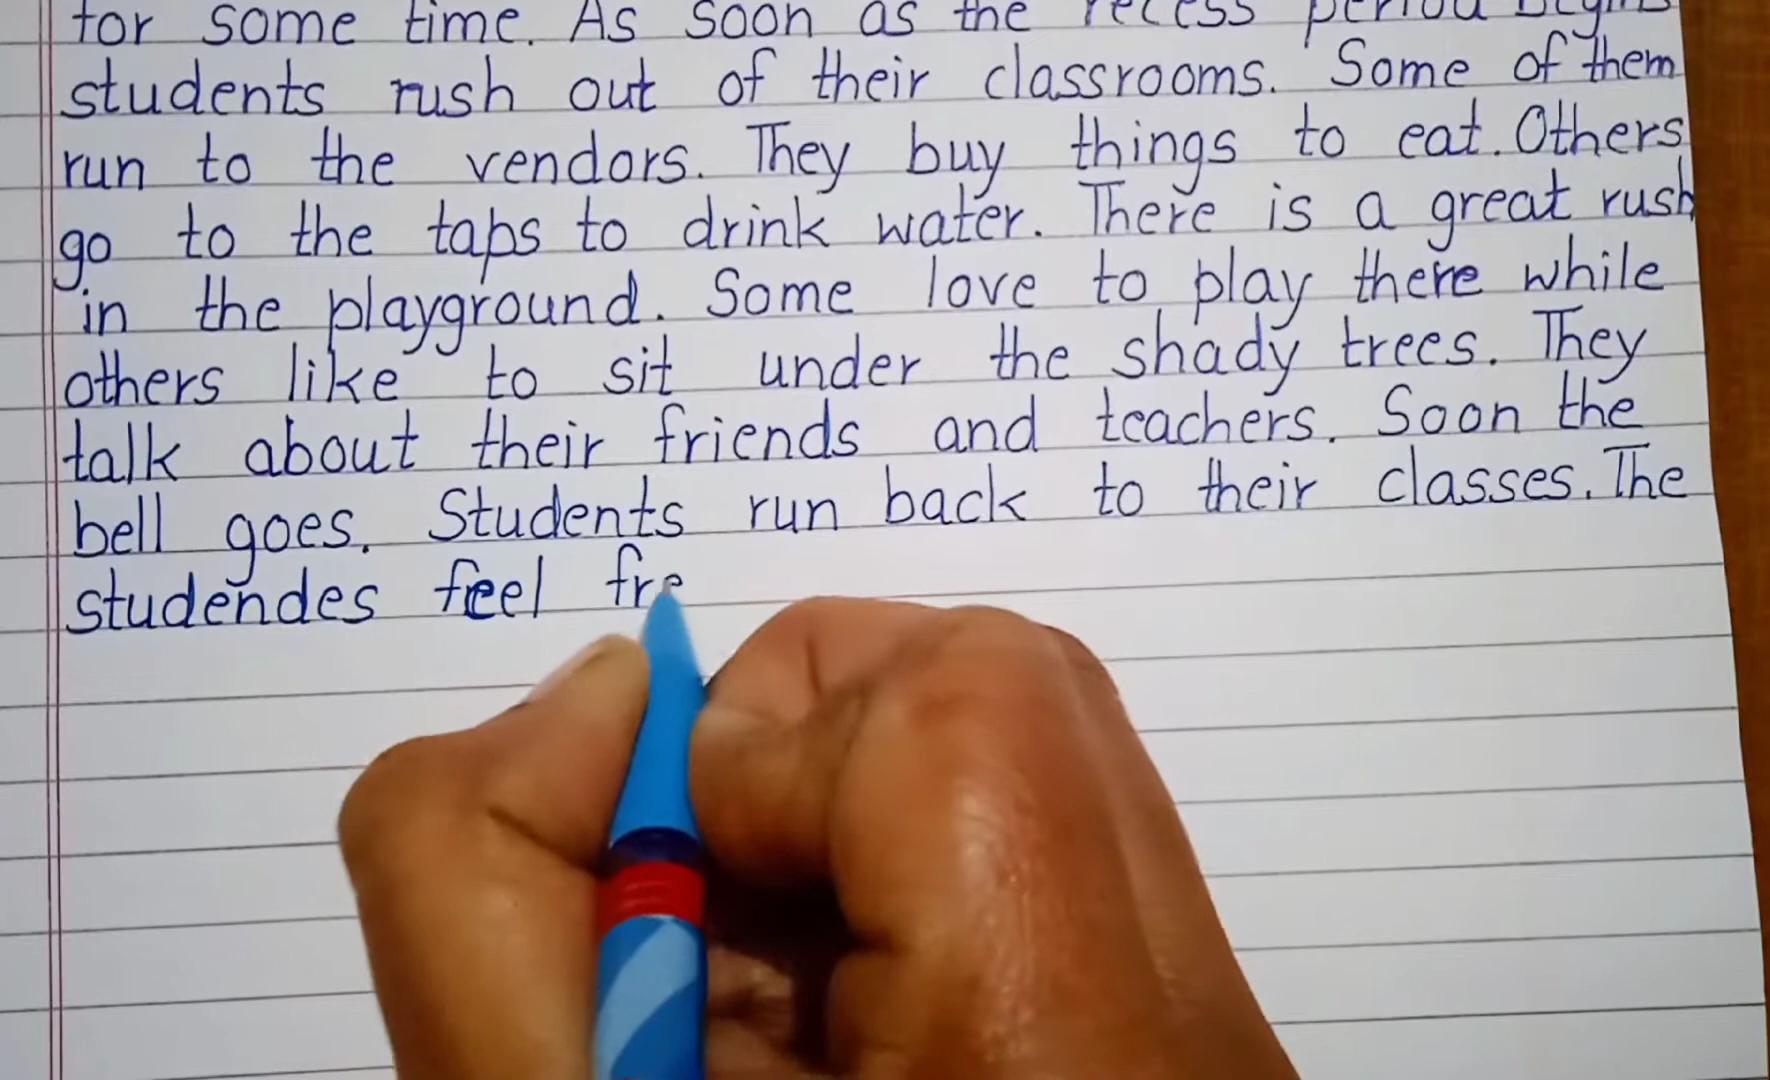 for some time. As soon as the recess period begins
students rush out of their classrooms. Some of them
run to the vendors. They buy things to eat. Others
go to the taps to drink water. There is a great rush
in the playground. Some love to play there while
others like to sit under the shady trees. They
talk about their friends and teachers. Soon the
bell goes. Students run back to their classes. The
studendes feel fre